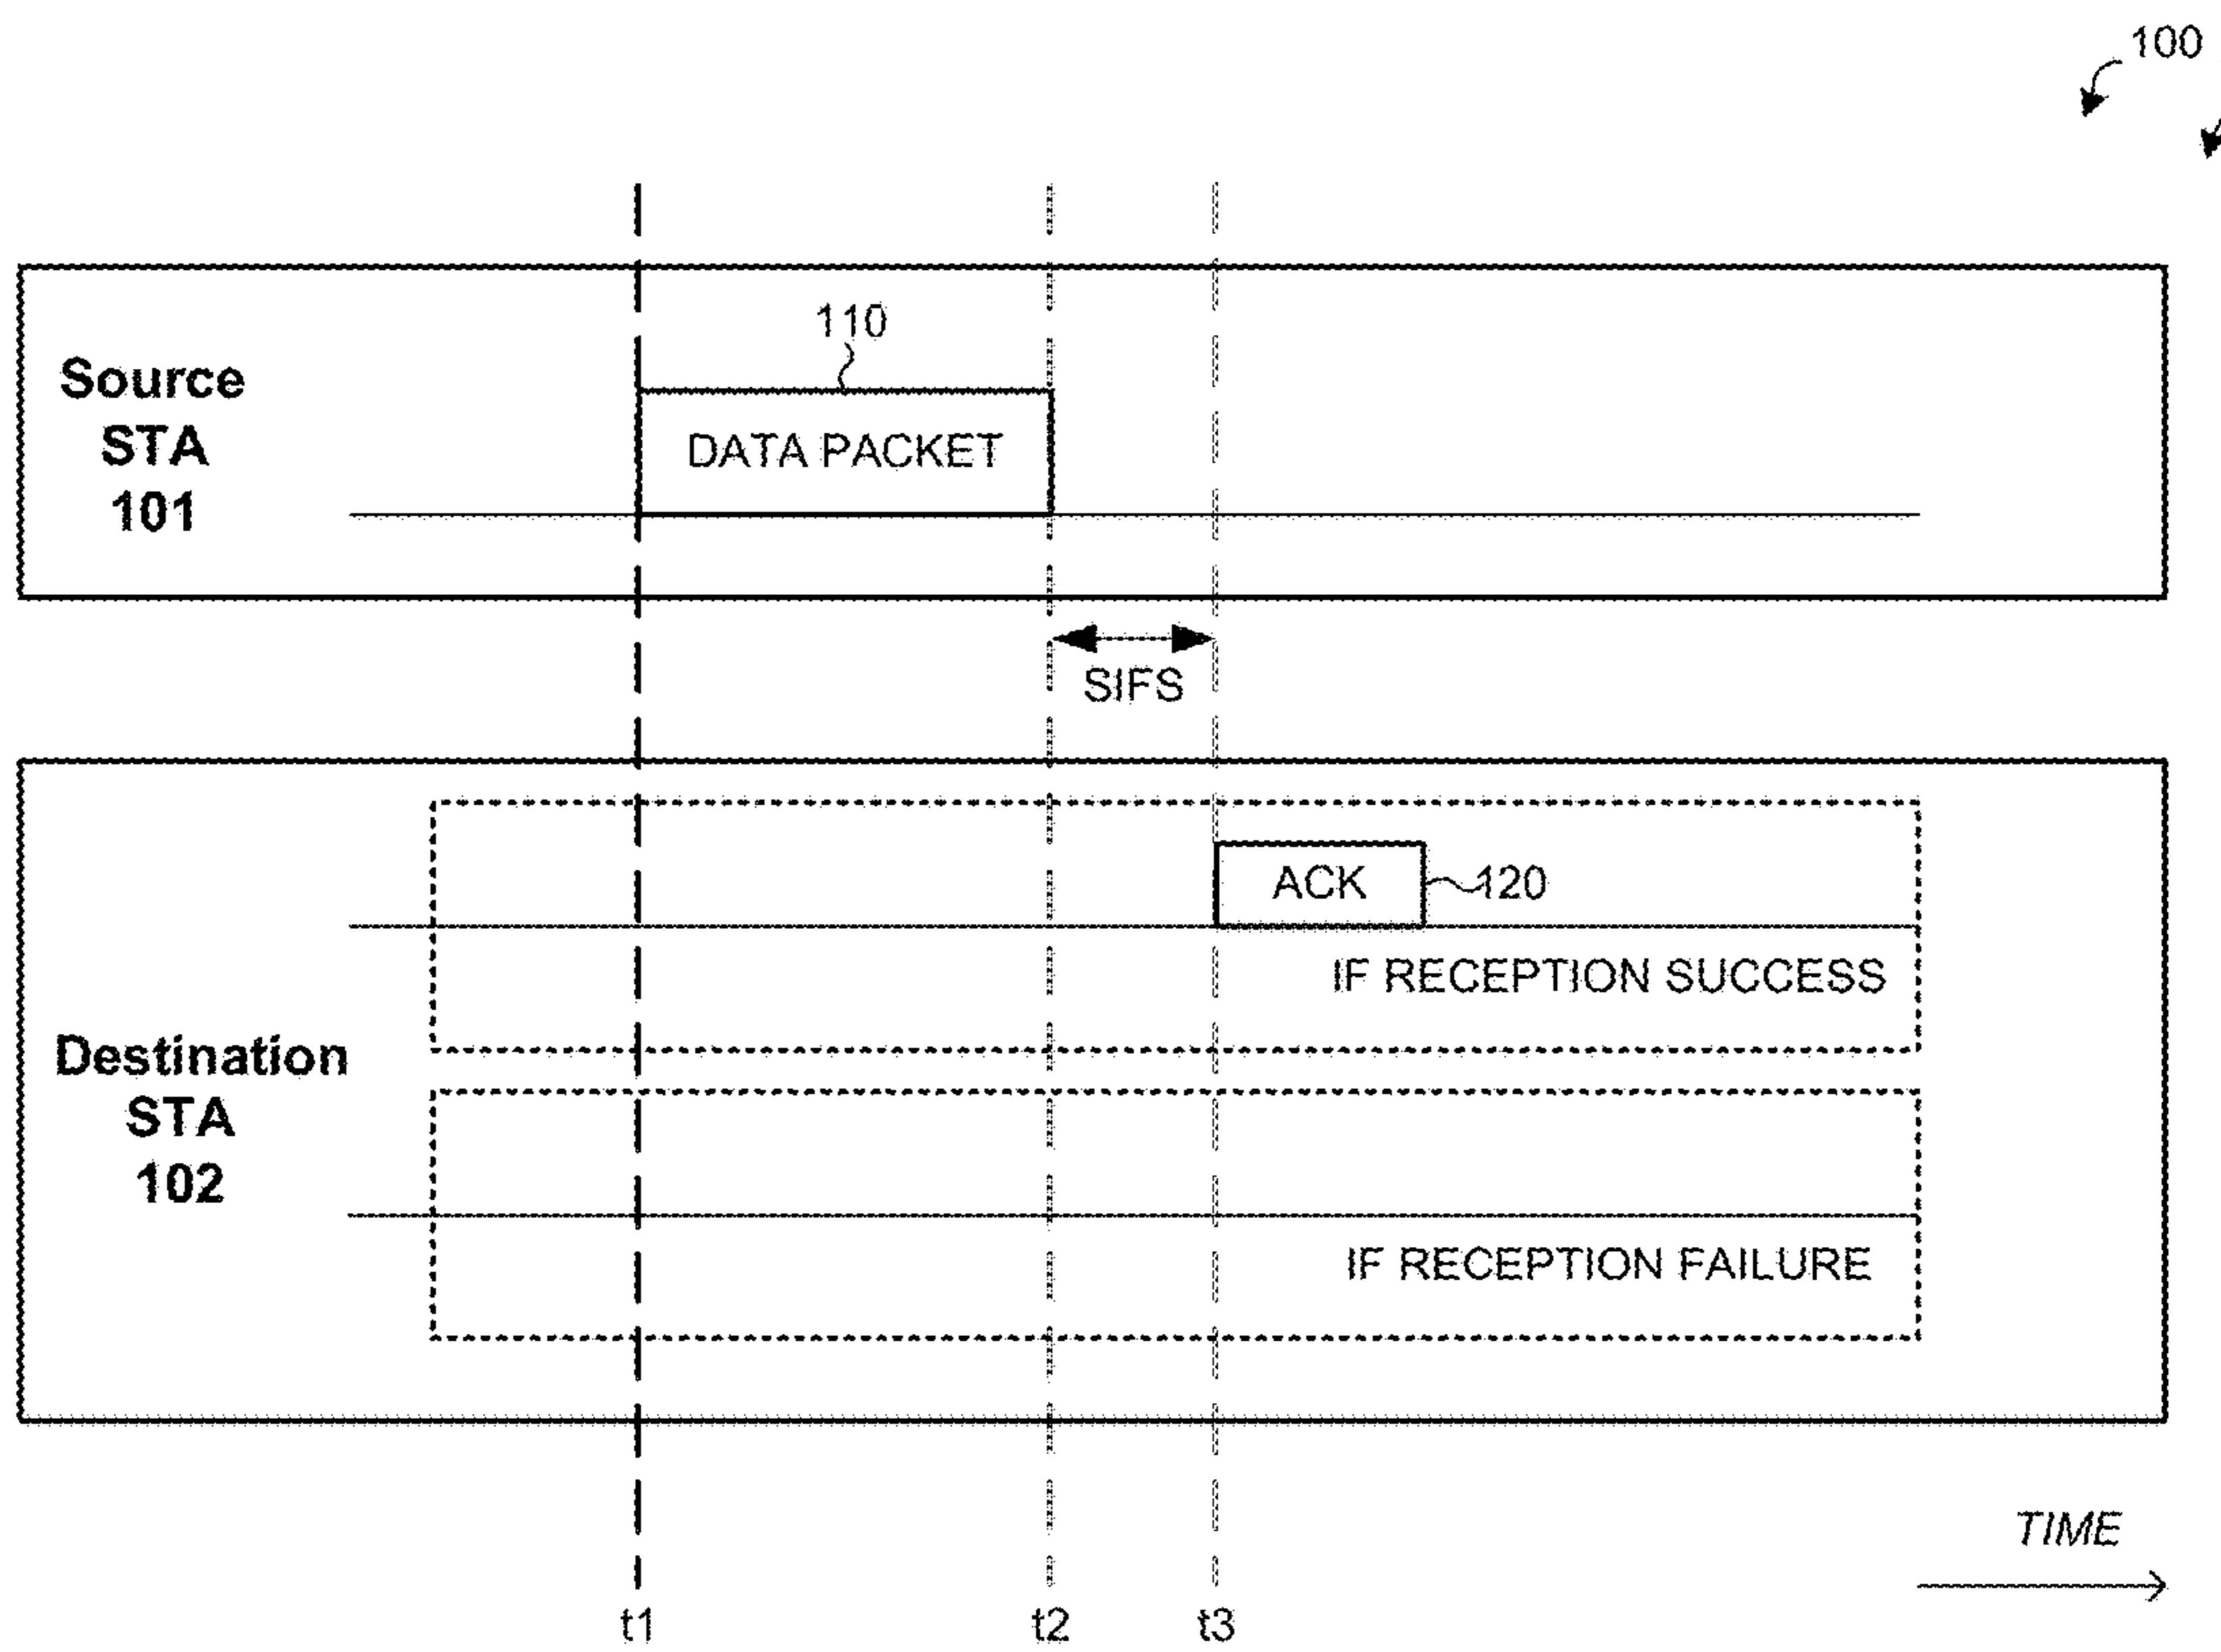 100
110
Source
STA
101
DATA PACKET
SIFS
ACK
120
IF RECEPTION SUCCESS
Destination
STA
102
IF RECEPTION FAILURE
TIME
t1
t2
t3